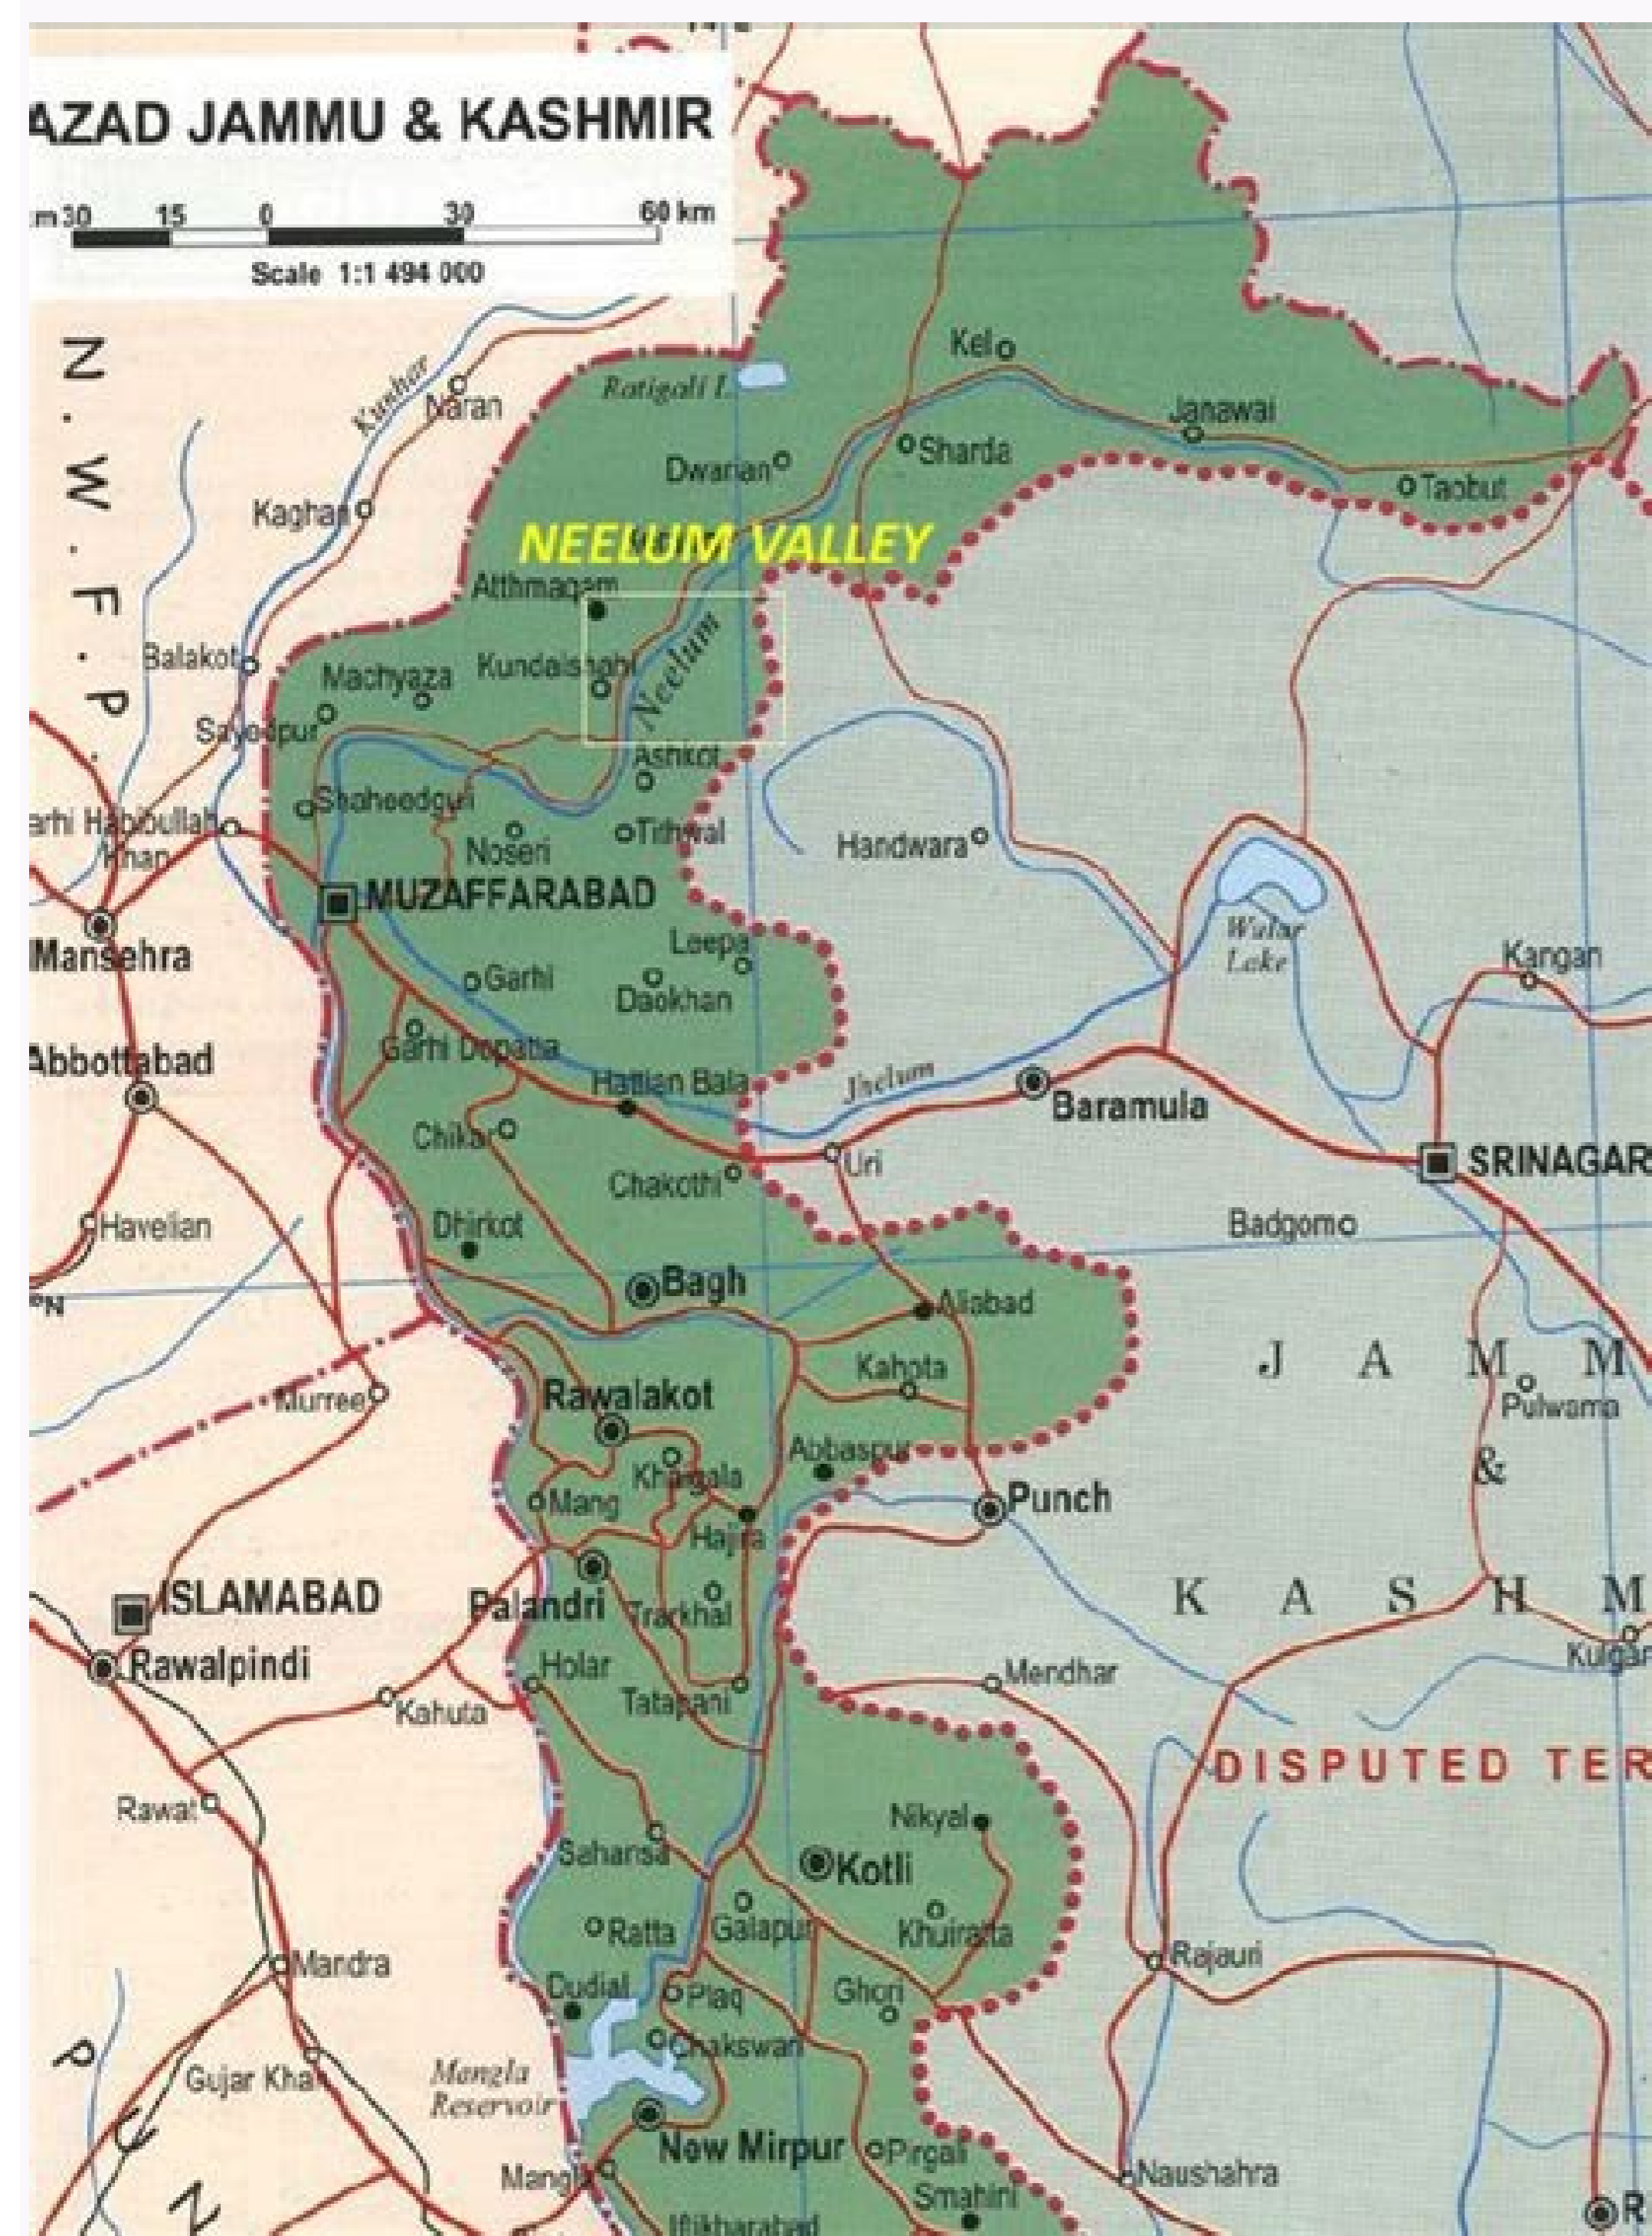 AZAD JAMMU & KASHMIR
30 15 0 30 60 km
Scale 1:1 494 000
N.W.F.P.
Kel
Ratigali L.
Kunhar
Naran
Janawai
Sharda
Dwarian
Taobut
Kaghan
NEELUM VALLEY
Atthmaqam
Balakot
Machyaza
Kundalshahi
Neelum
Sayedpur
Ashkot
Shaheedguli
arhi Habibullah
Khan
Noseri
Tithwal
Handwara
MUZAFFARABAD
Mansehra
Leepa
Wular
Lake
Kangan
Garhi
Daokhan
Abbottabad
Garhi Dopatta
Hattian Bala
Jhelum
Baramula
Chikar
Uri
SRINAGAR
Chakothi
Havelian
Dhirkot
Badgom
°N
Bagh
Aliabad
J A M M
Kahota
Murree
Rawalakot
Pulwama
Abbaspur
&
Khaigala
Mang
Punch
Hajira
ISLAMABAD
Palandri
Trarkhal
K A S H M
Rawalpindi
Holar
Mendhar
Kulgam
Tatapani
Kahuta
DISPUTED TER
Rawat
Nikyal
Sahansa
Kotli
Ratta
Galapur
Khuiratta
Rajauri
Mandra
Dudial
Plaq
Ghori
Chakswari
P U N
Gujar Khan
Mangla
Reservoir
New Mirpur
Pirgali
Mangla
Naushahra
Smahini
Iftikharabad
R